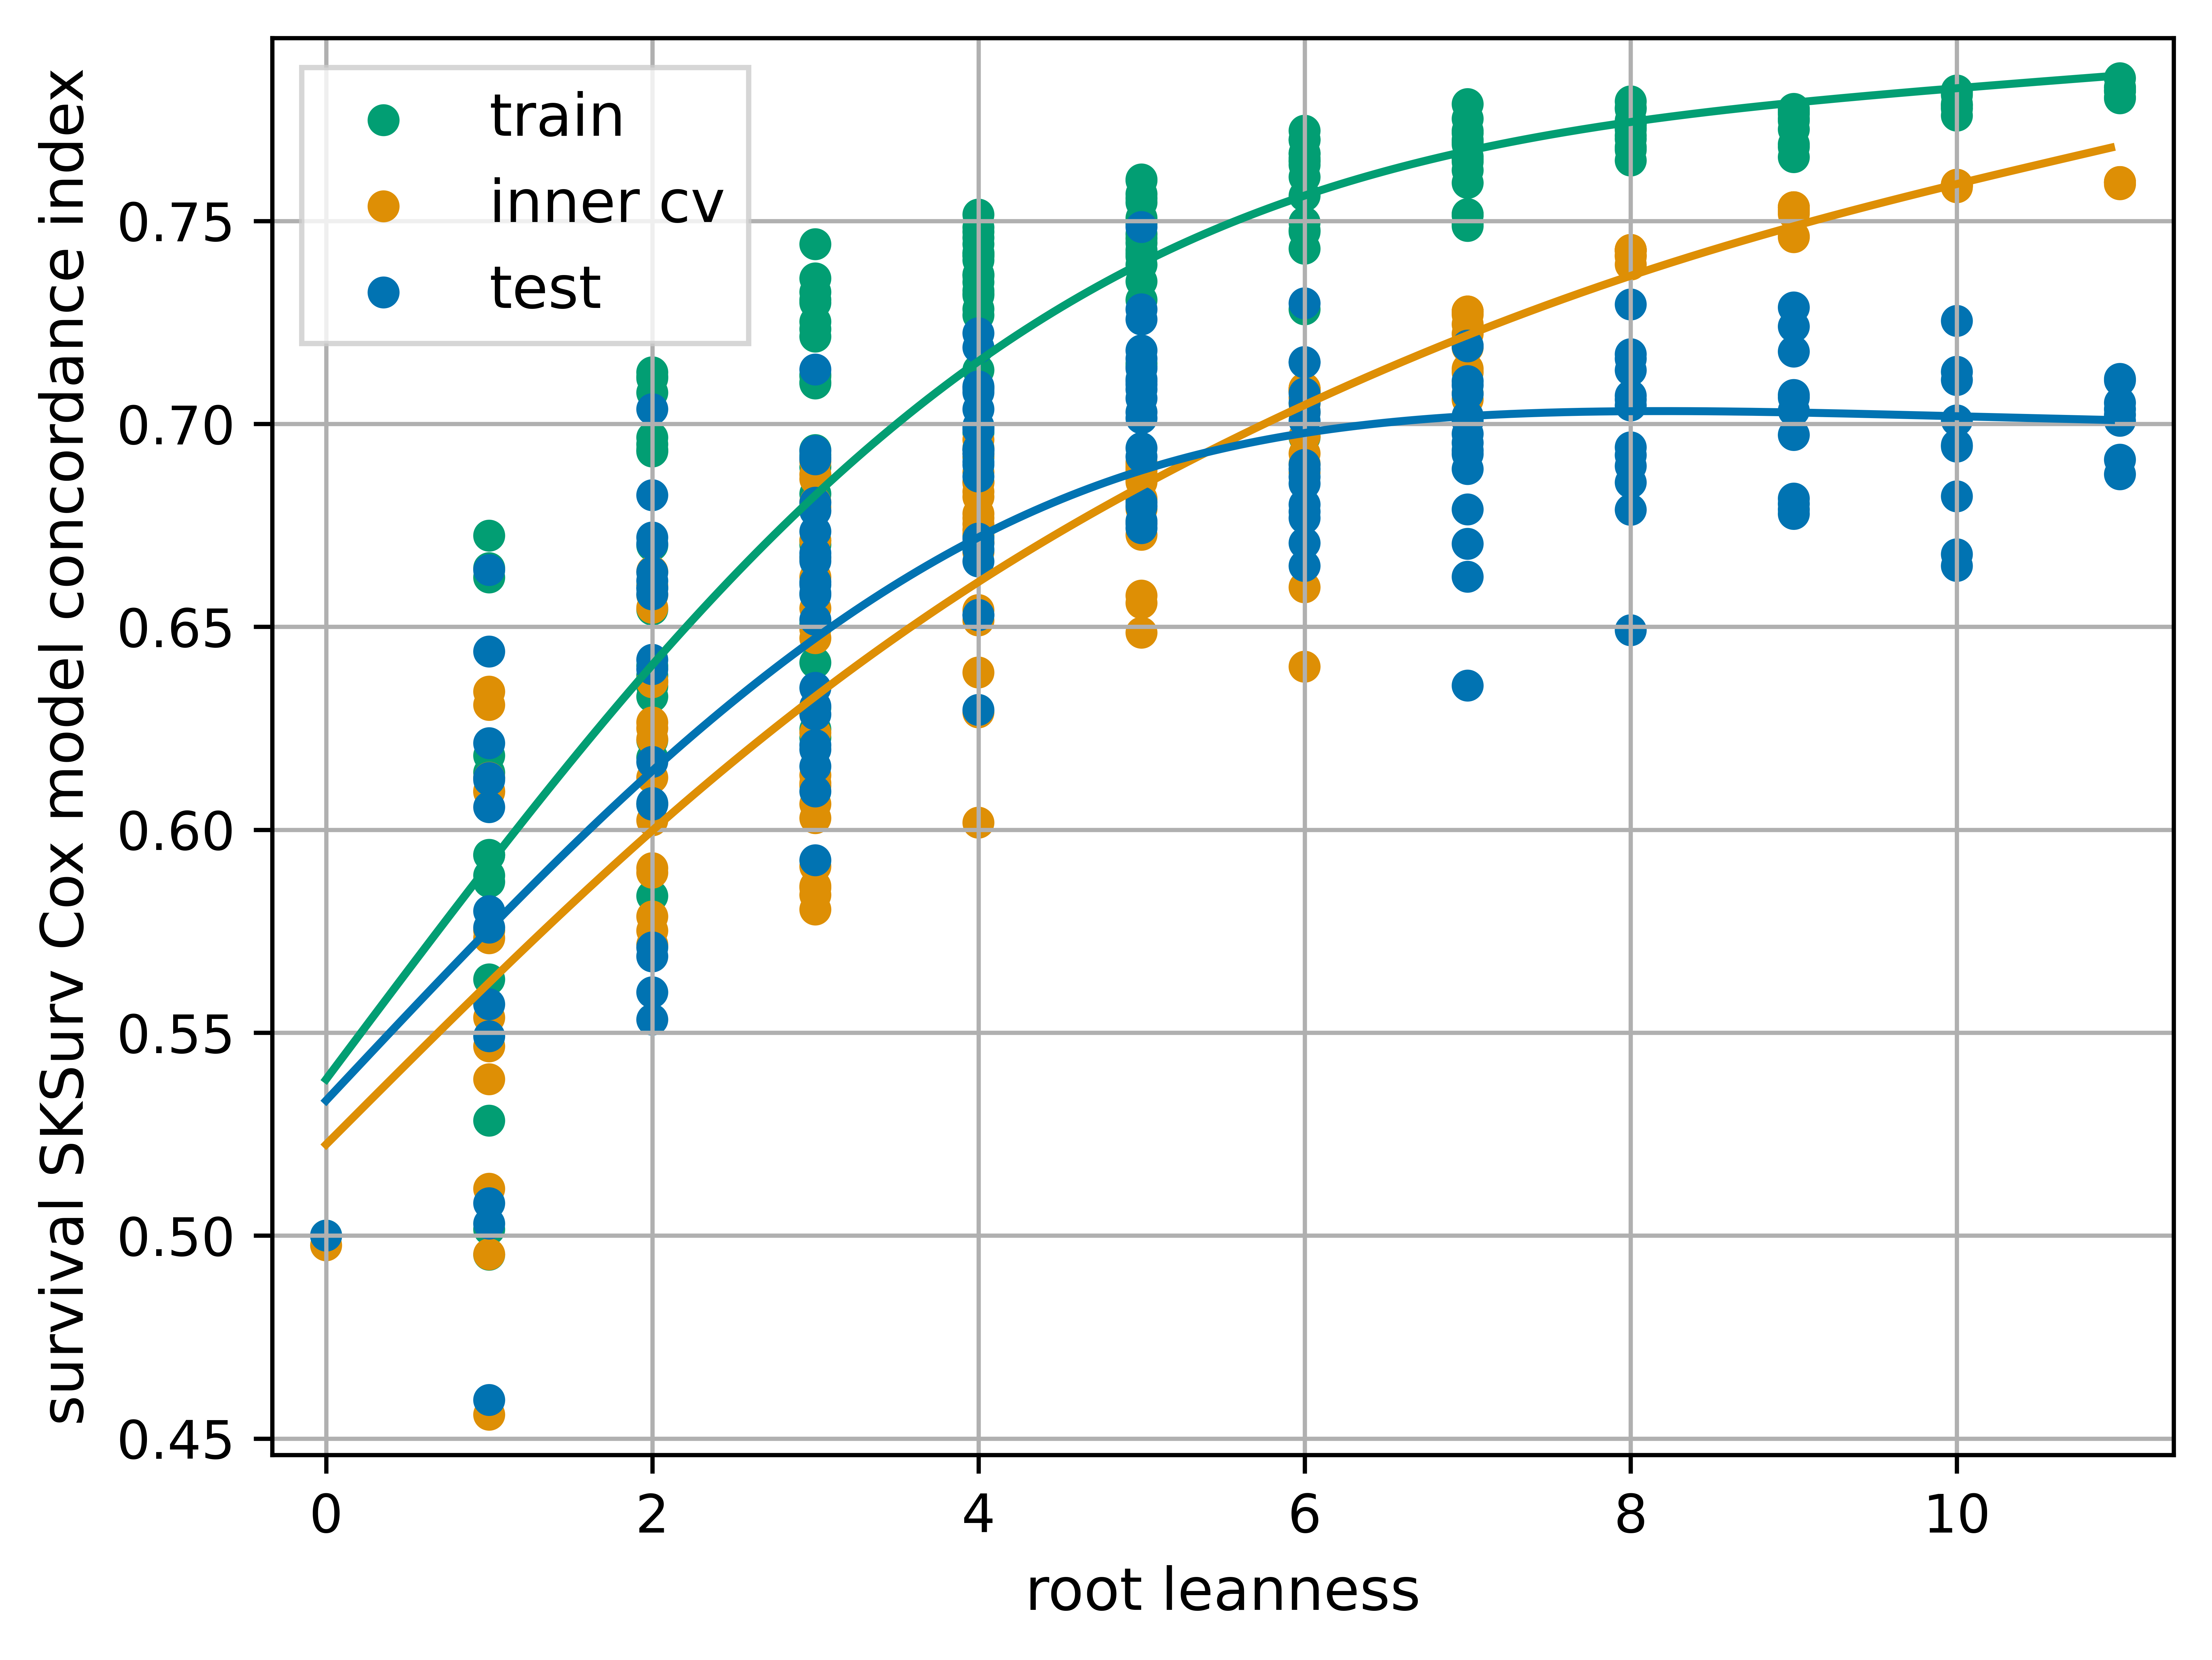 train
inner cv
test
survival SKSurv Cox model concordance index
0.75
0.70
0.65
0.60
0.55
0.50
0.45
0 2 4 6 8 10
root leanness